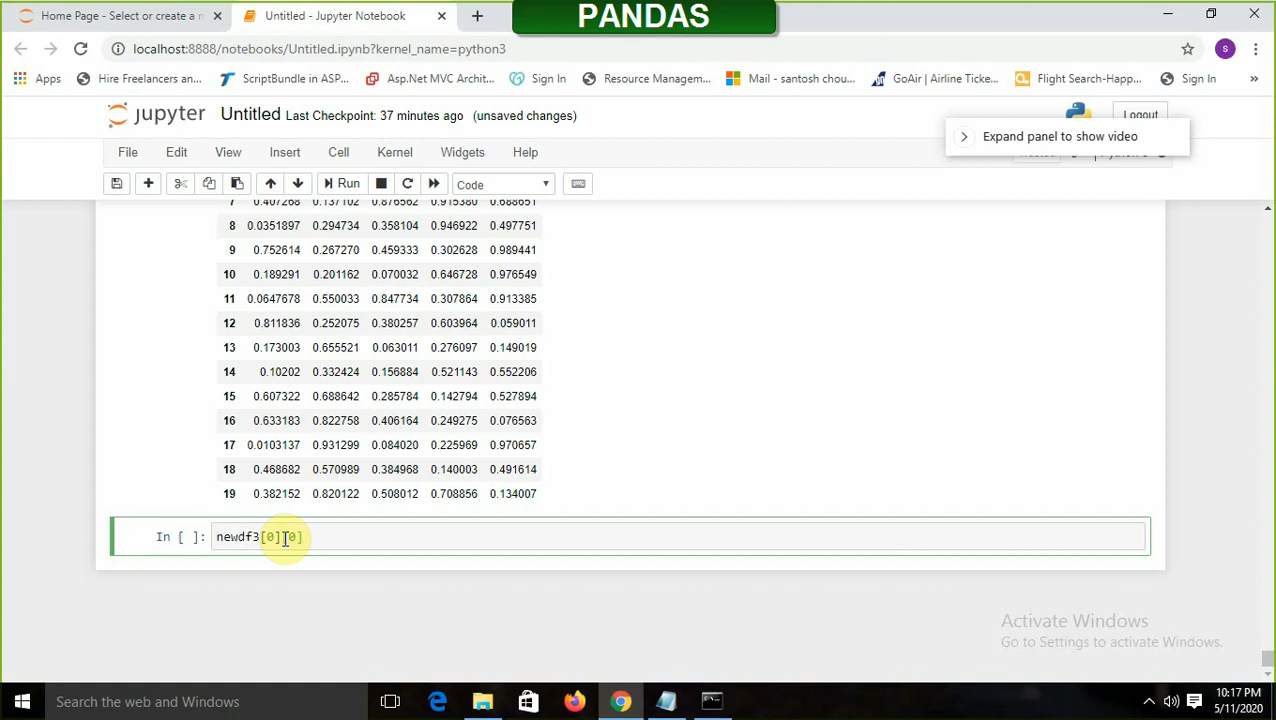 PANDAS
Home Page - Select or create a n
Untitled - Jupyter Notebook
localhost:8888/notebooks/Untitled.ipynb?kernel_name=python3
S
Apps
Hire Freelancers an...
ScriptBundle in ASP...
Asp.Net MVC Archit...
Sign In
Resource Managem...
Mail - santosh chou...
GoAir | Airline Ticke...
Flight Search-Happ...
Sign In
»
jupyter Untitled Last Checkpoint: 37 minutes ago (unsaved changes)
Logout
Expand panel to show video
File Edit View Insert Cell Kernel Widgets Help
Run
Code
7 0.407268 0.137102 0.876562 0.915380 0.688651
8 0.0351897 0.294734 0.358104 0.946922 0.497751
9 0.752614 0.267270 0.459333 0.302628 0.989441
10 0.189291 0.201162 0.070032 0.646728 0.976549
11 0.0647678 0.550033 0.847734 0.307864 0.913385
12 0.811836 0.252075 0.380257 0.603964 0.059011
13 0.173003 0.655521 0.063011 0.276097 0.149019
14 0.10202 0.332424 0.156884 0.521143 0.552206
15 0.607322 0.688642 0.285784 0.142794 0.527894
16 0.633183 0.822758 0.406164 0.249275 0.076563
17 0.0103137 0.931299 0.084020 0.225969 0.970657
18 0.468682 0.570989 0.384968 0.140003 0.491614
19 0.382152 0.820122 0.508012 0.708856 0.134007
In [ ]: newdf3[0][0]
Activate Windows
Go to Settings to activate Windows.
Search the web and Windows
10:17 PM
5/11/2020